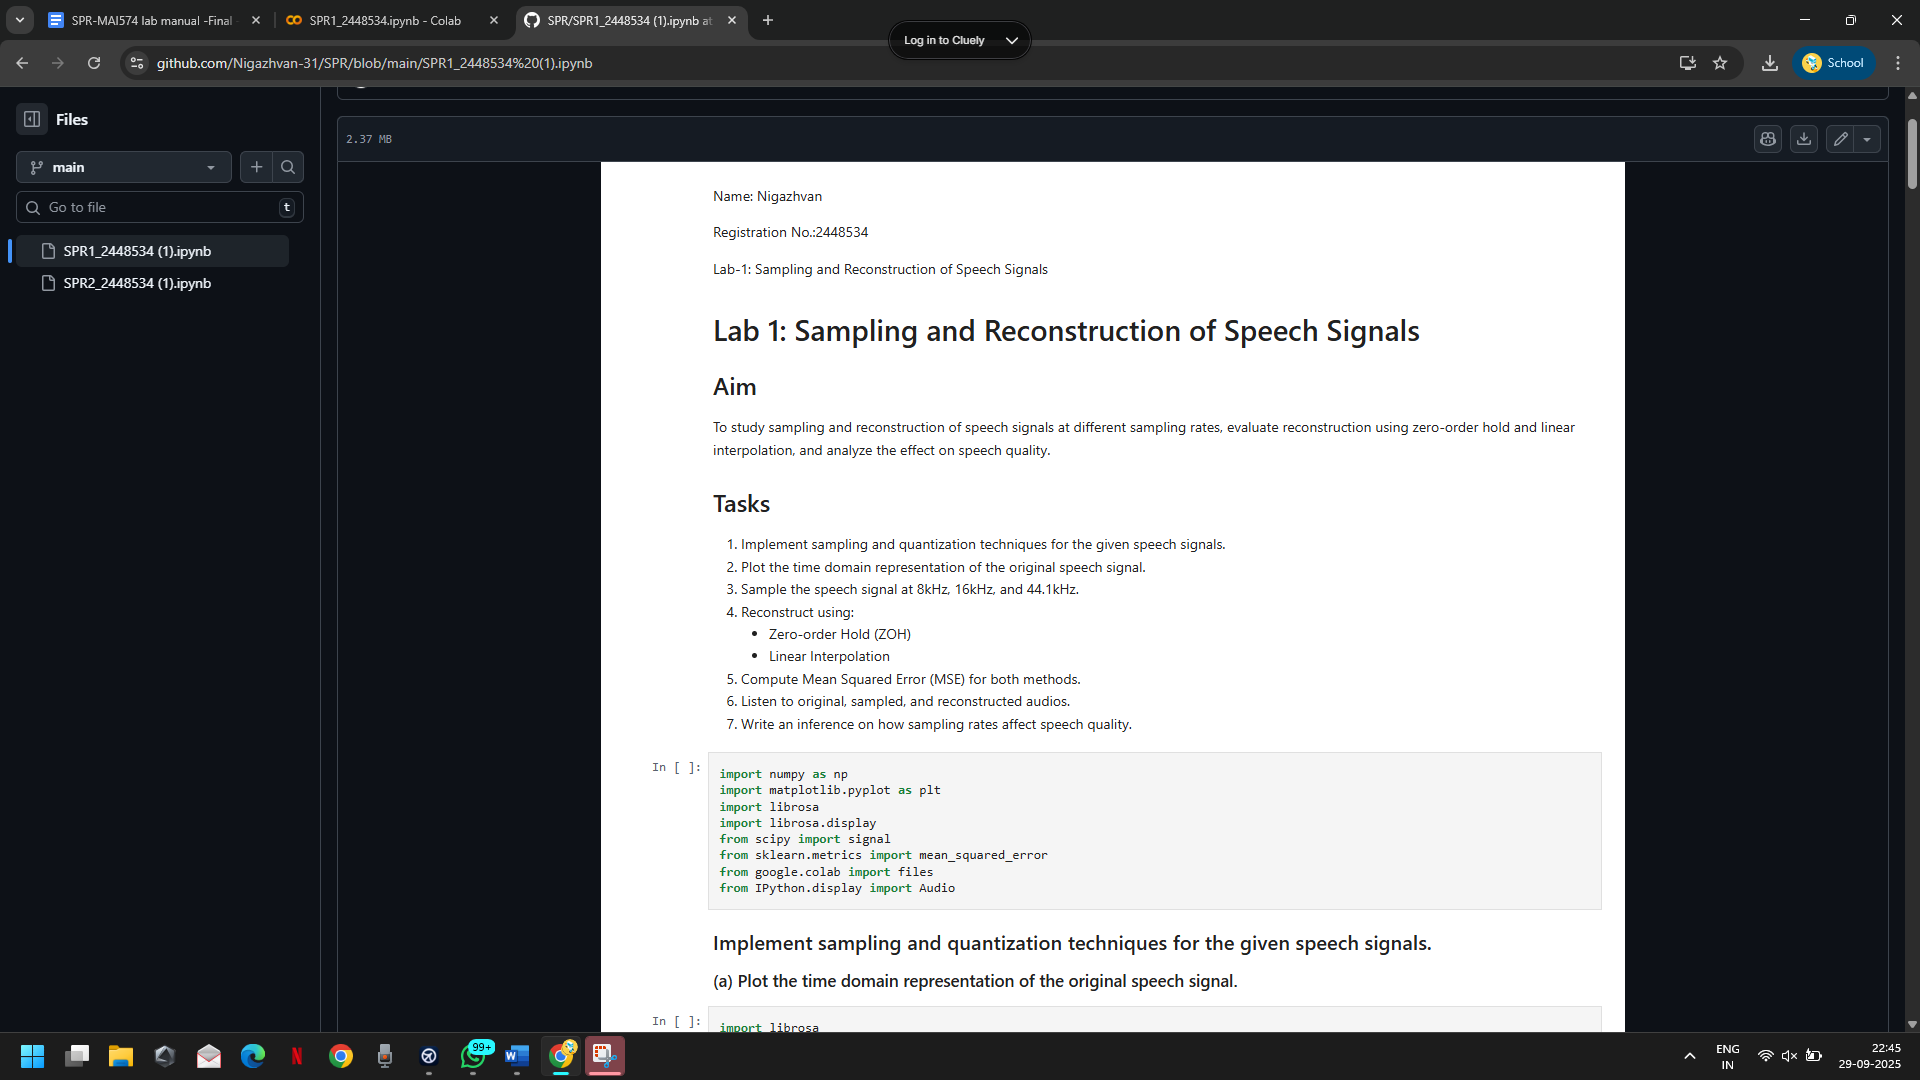 SPR-MAI574 lab manual -Final
SPR1_2448534.ipynb - Colab
SPR/SPR1_2448534 (1).ipynb at
Log in to Cluely
github.com/Nigazhvan-31/SPR/blob/main/SPR1_2448534%20(1).ipynb
School
Files
2.37 MB
main
Go to file
t
SPR1_2448534 (1).ipynb
SPR2_2448534 (1).ipynb
Name: Nigazhvan
Registration No.:2448534
Lab-1: Sampling and Reconstruction of Speech Signals
Lab 1: Sampling and Reconstruction of Speech Signals
Aim
To study sampling and reconstruction of speech signals at different sampling rates, evaluate reconstruction using zero-order hold and linear
interpolation, and analyze the effect on speech quality.
Tasks
1. Implement sampling and quantization techniques for the given speech signals.
2. Plot the time domain representation of the original speech signal.
3. Sample the speech signal at 8kHz, 16kHz, and 44.1kHz.
4. Reconstruct using:
• Zero-order Hold (ZOH)
• Linear Interpolation
5. Compute Mean Squared Error (MSE) for both methods.
6. Listen to original, sampled, and reconstructed audios.
7. Write an inference on how sampling rates affect speech quality.
In [ ]:
import numpy as np
import matplotlib.pyplot as plt
import librosa
import librosa.display
from scipy import signal
from sklearn.metrics import mean_squared_error
from google.colab import files
from IPython.display import Audio
Implement sampling and quantization techniques for the given speech signals.
(a) Plot the time domain representation of the original speech signal.
In [ ]:
import librosa
99+
ENG
IN
22:45
29-09-2025